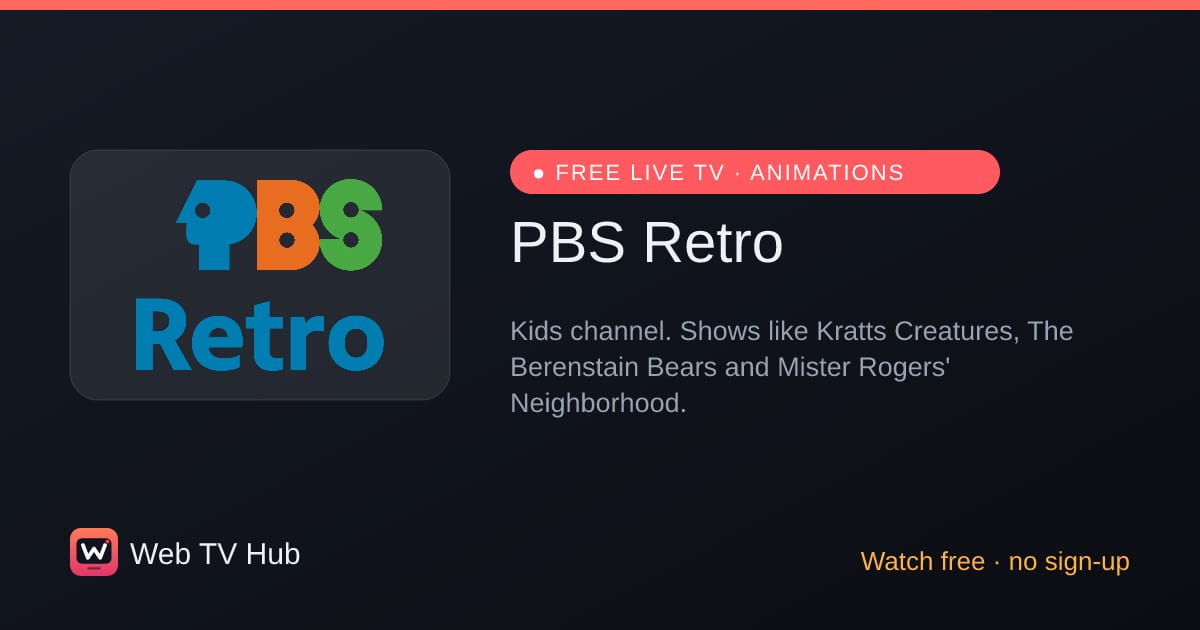 PBS
Retro
• FREE LIVE TV · ANIMATIONS
PBS Retro
Kids channel. Shows like Kratts Creatures, The
Berenstain Bears and Mister Rogers'
Neighborhood.
W
Web TV Hub
Watch free · no sign-up